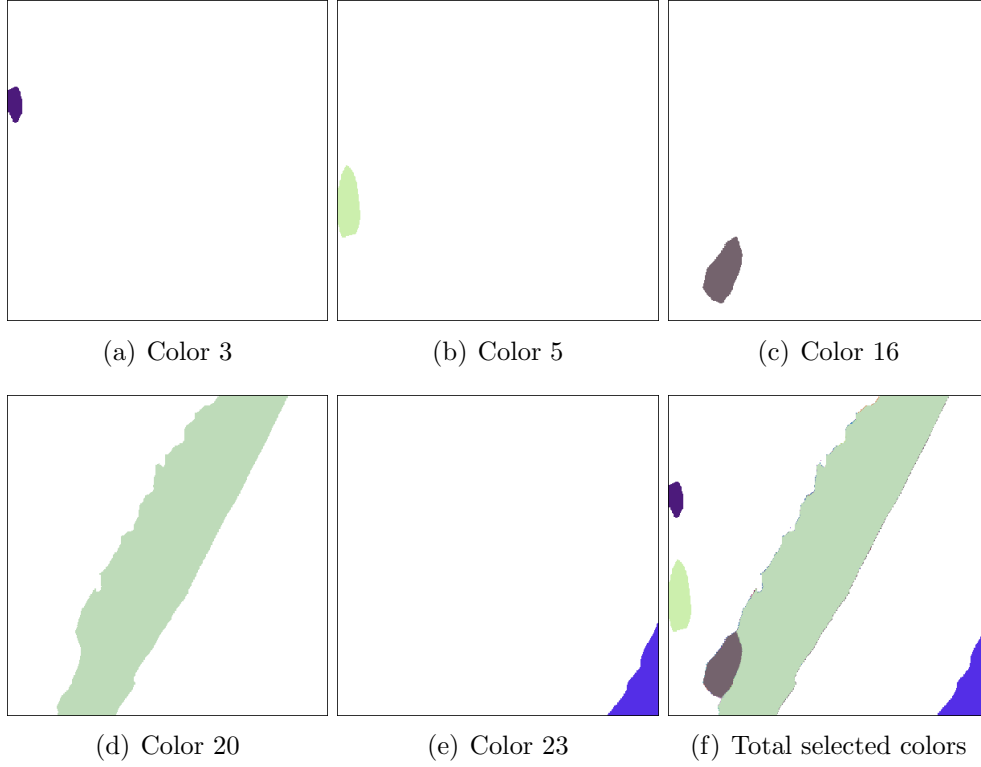 (a) Color 3
(b) Color 5
(c) Color 16
(d) Color 20
(e) Color 23
(f) Total selected colors